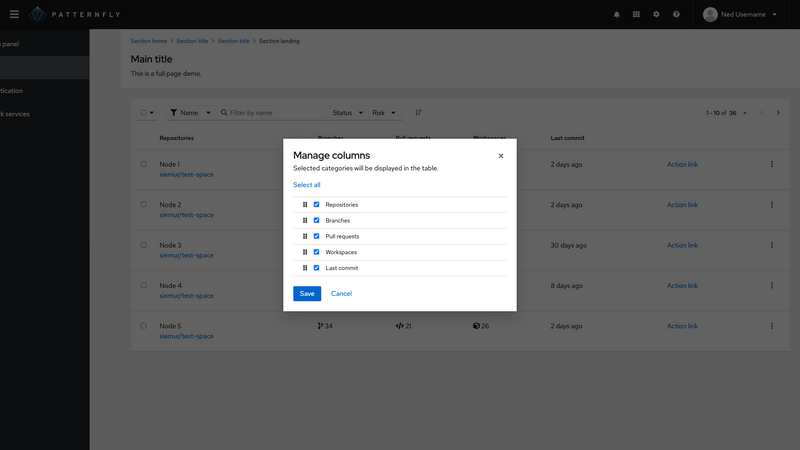 PATTERNFLY
Ned Username
panel
Section home > Section title > Section title > Section landing
Main title
This is a full page demo.
tication
k services
Name
Filter by name
Status
Risk
1 - 10 of 36
Repositories
Branches
Pull requests
Workspaces
Last commit
Node 1
siemur/test-space
2 days ago
Action link
Node 2
siemur/test-space
2 days ago
Action link
Node 3
siemur/test-space
30 days ago
Action link
Node 4
siemur/test-space
8 days ago
Action link
Node 5
siemur/test-space
34
21
26
2 days ago
Action link
Manage columns
Selected categories will be displayed in the table.
Select all
Repositories
Branches
Pull requests
Workspaces
Last commit
Save
Cancel